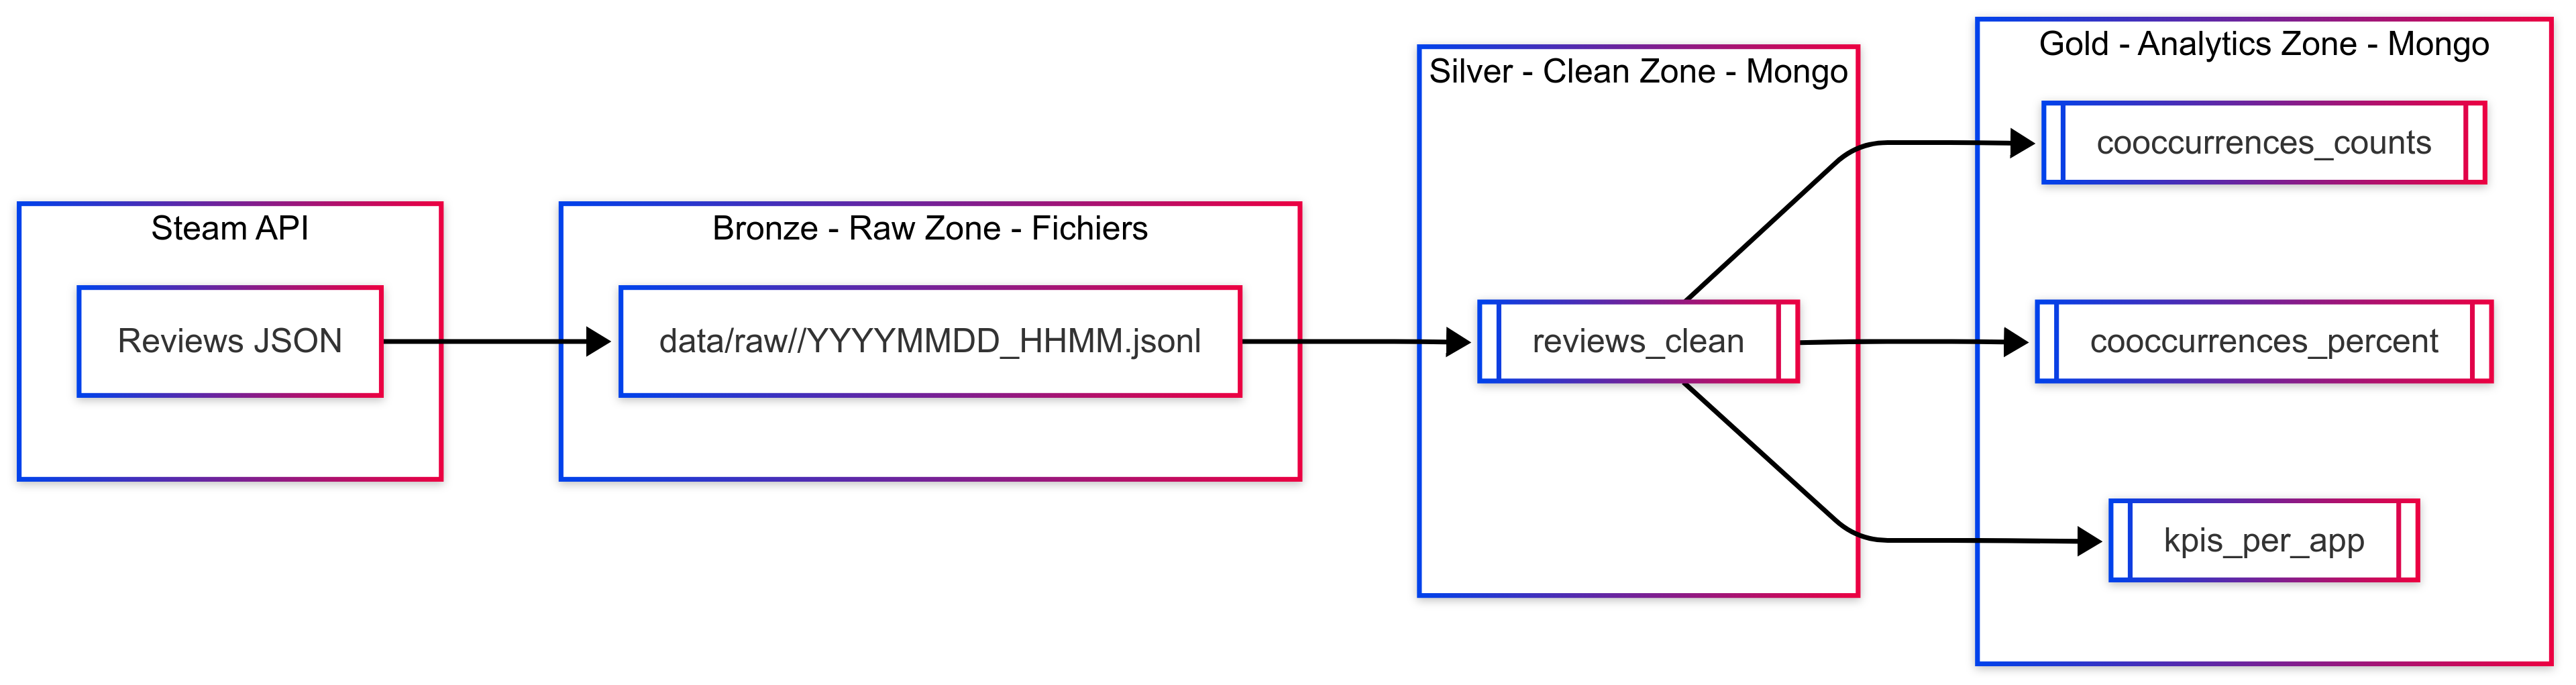 Steam API
Reviews JSON
Bronze - Raw Zone - Fichiers
data/raw//YYYYMMDD_HHMM.jsonl
Silver - Clean Zone - Mongo
reviews_clean
Gold - Analytics Zone - Mongo
cooccurrences_counts
cooccurrences_percent
kpis_per_app